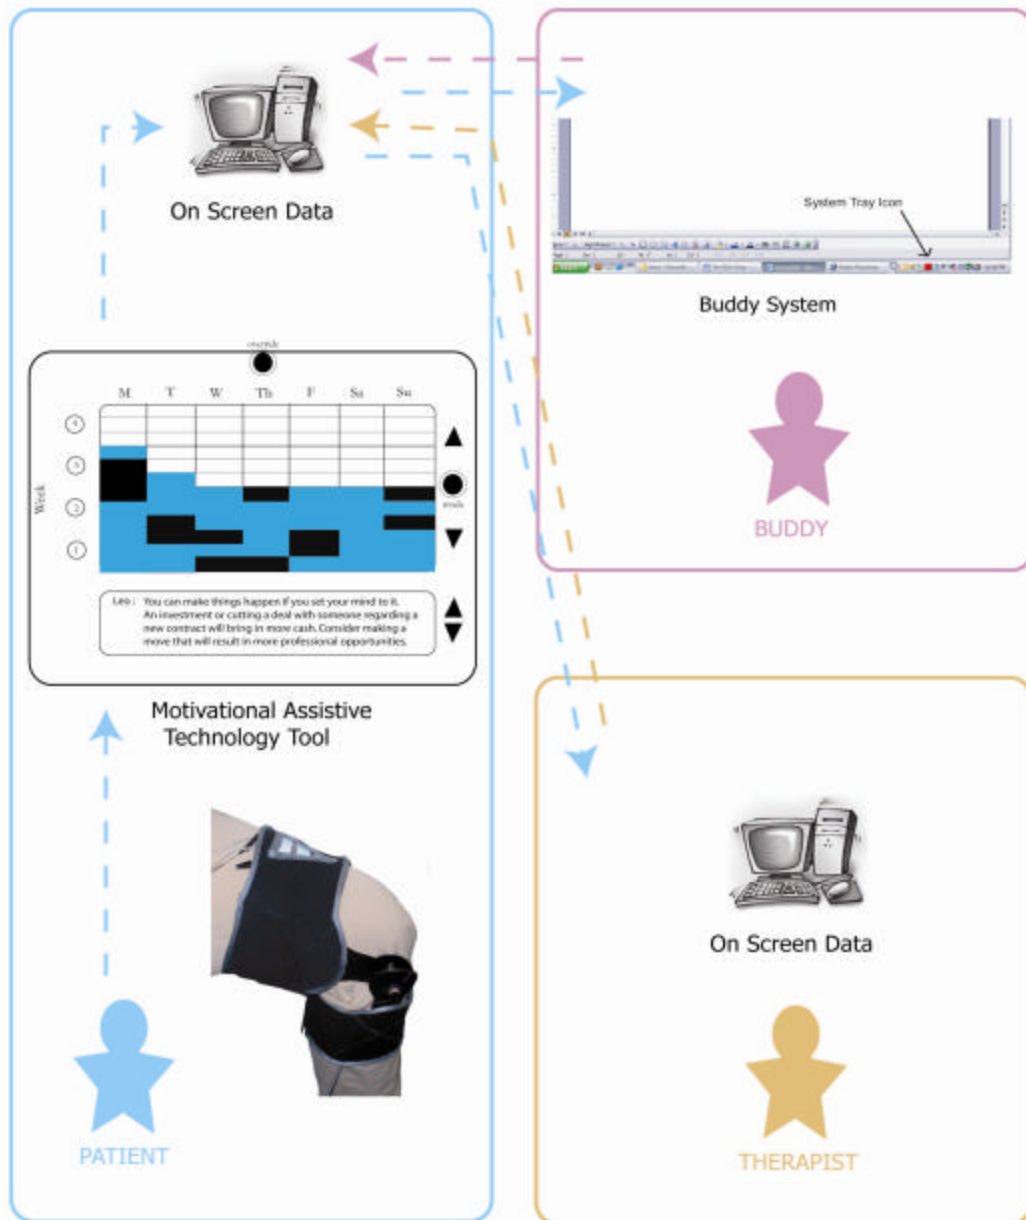 On Screen Data
System Tray Icon
Buddy System
override
M T W Th F Sa Su
4
3
Week
mode
2
1
BUDDY
Leo : You can make things happen if you set your mind to it.
An investment or cutting a deal with someone regarding a
new contract will bring in more cash. Consider making a
move that will result in more professional opportunities.
Motivational Assistive
Technology Tool
On Screen Data
PATIENT
THERAPIST